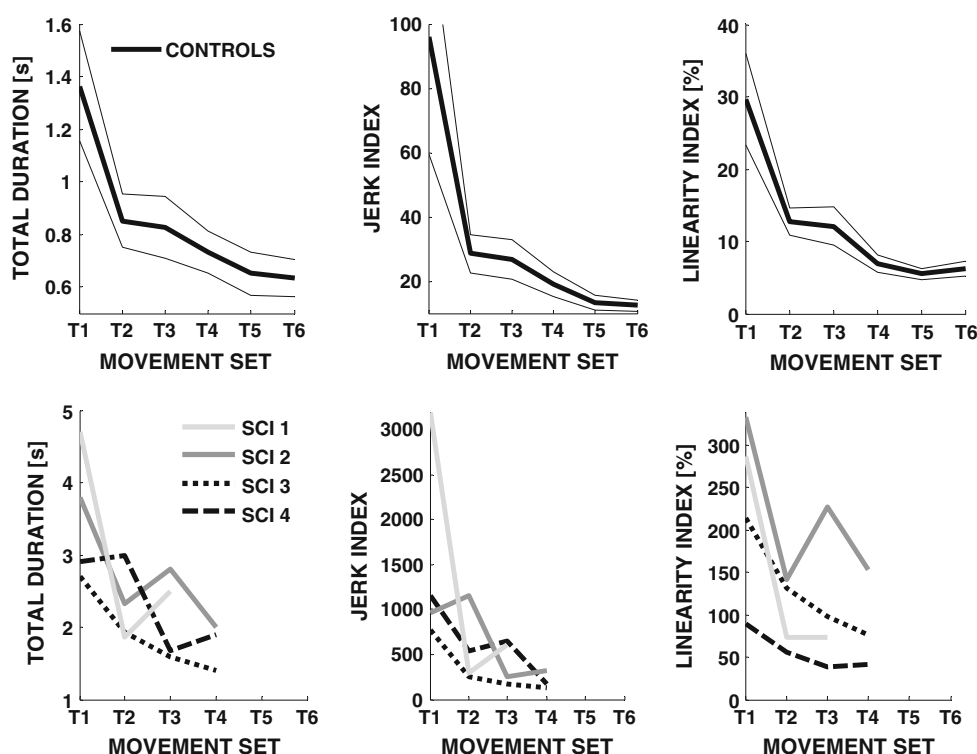 TOTAL DURATION [s]
1.6
1.4
1.2
1
0.8
0.6
CONTROLS
T1 T2 T3 T4 T5 T6
MOVEMENT SET
JERK INDEX
100
80
60
40
20
T1 T2 T3 T4 T5 T6
MOVEMENT SET
LINEARITY INDEX [%]
40
30
20
10
0
T1 T2 T3 T4 T5 T6
MOVEMENT SET
TOTAL DURATION [s]
5
4
3
2
1
SCI 1
SCI 2
SCI 3
SCI 4
T1 T2 T3 T4 T5 T6
MOVEMENT SET
JERK INDEX
3000
2500
2000
1500
1000
500
0
T1 T2 T3 T4 T5 T6
MOVEMENT SET
LINEARITY INDEX [%]
300
250
200
150
100
50
0
T1 T2 T3 T4 T5 T6
MOVEMENT SET